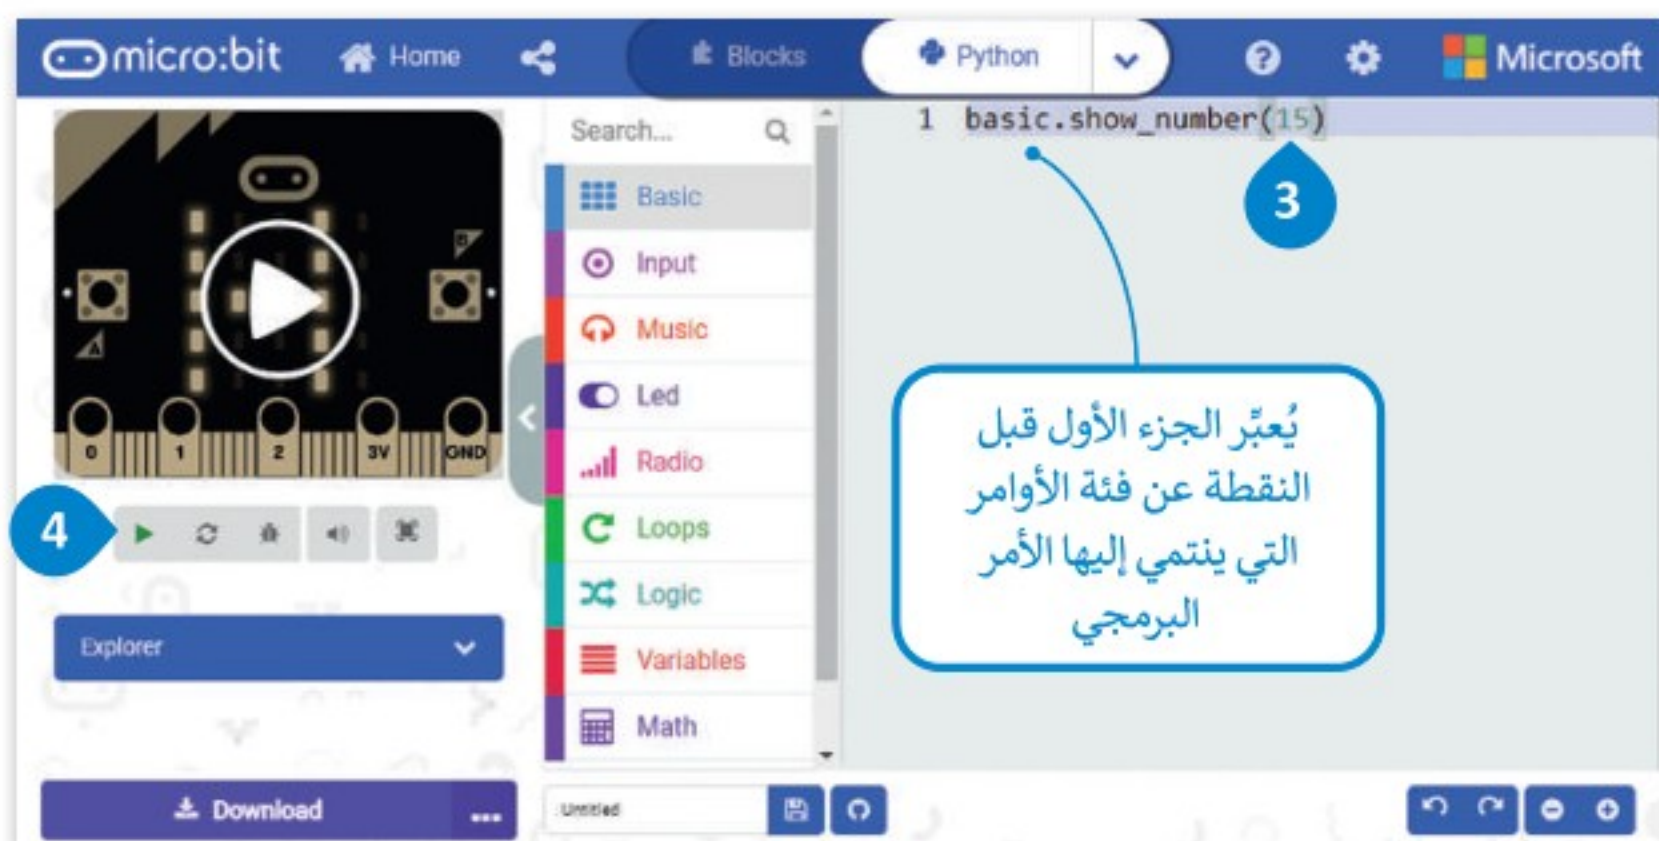 micro:bit Home Blocks Python Microsoft
Search...
Basic
Input
Music
Led
Radio
Loops
Logic
Variables
Math
1 basic.show_number(15)
3
يُعبِّر الجزء الأول قبل
النقطة عن فئة الأوامر
التي ينتمي إليها الأمر
البرمجي
A
B
0 1 2 3V GND
4
Explorer
Download ...
Untitled